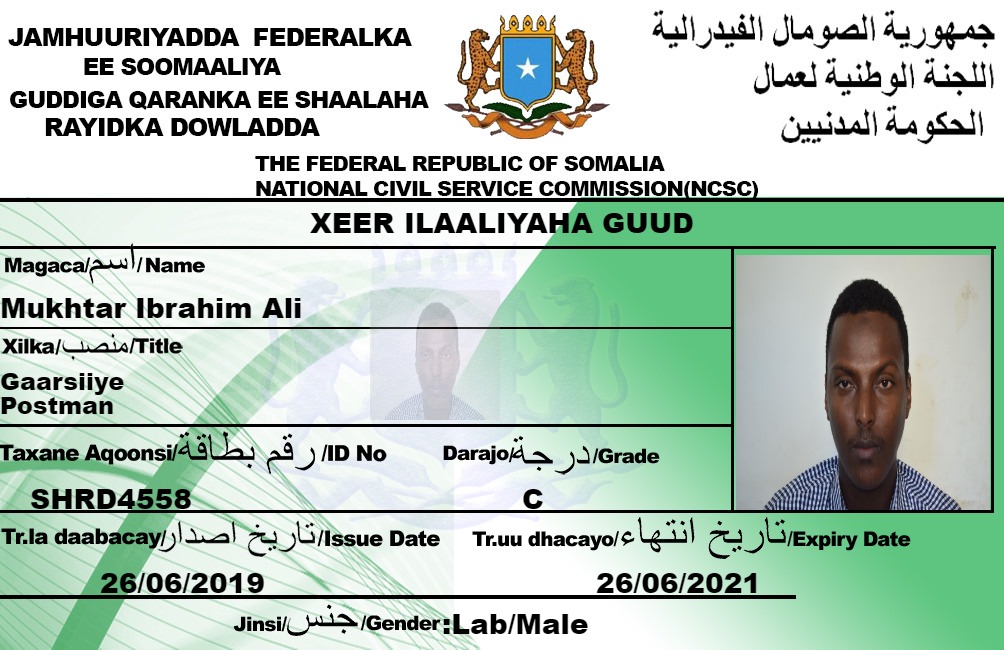 JAMHUURIYADDA FEDERALKA
EE SOOMAALIYA
GUDDIGA QARANKA EE SHAALAHA
RAYIDKA DOWLADDA
جمهورية الصومال الفيدرالية
اللجنة الوطنية لعمال
الحكومة المدنيين
THE FEDERAL REPUBLIC OF SOMALIA
NATIONAL CIVIL SERVICE COMMISSION(NCSC)
XEER ILAALIYAHA GUUD
Magaca/اسم/Name
Mukhtar Ibrahim Ali
Xilka/منصب/Title
Gaarsiiye
Postman
Taxane Aqoonsi/رقم بطاقة/ID No
SHRD4558
Darajo/درجة/Grade
C
Tr.la daabacay/تاريخ اصدار/Issue Date
26/06/2019
Tr.uu dhacayo/تاريخ انتهاء/Expiry Date
26/06/2021
Jinsi/جنس/Gender:Lab/Male